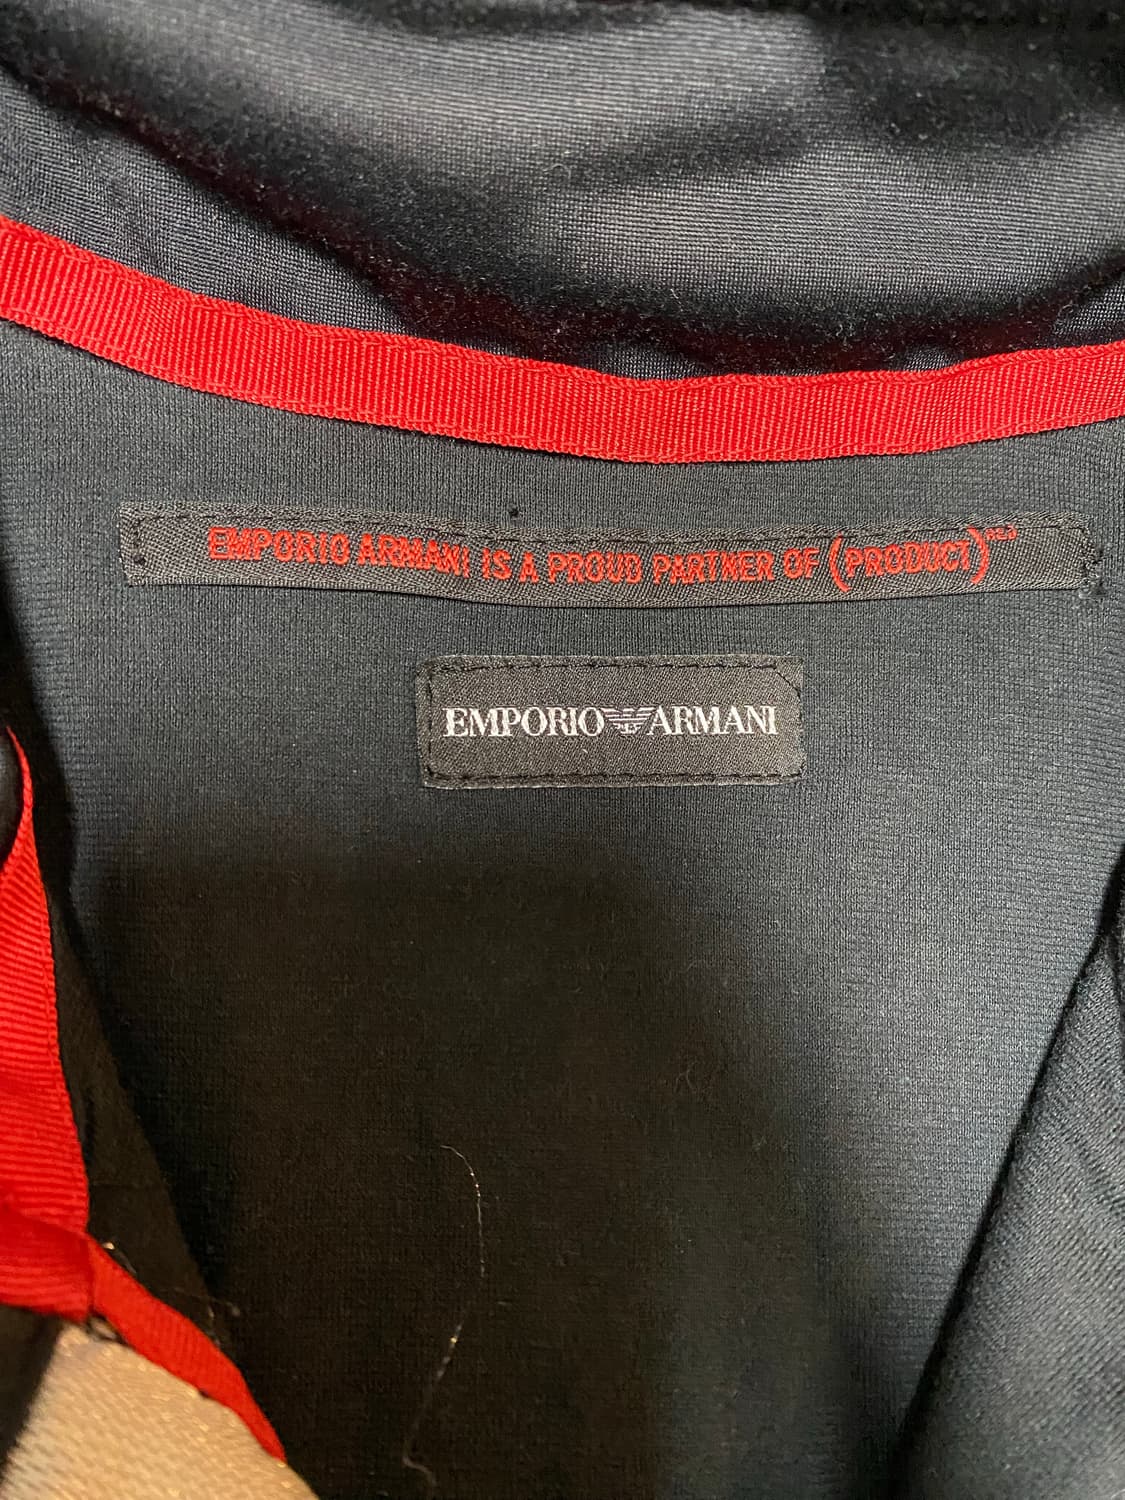 EMPORIO ARMANI IS A PROUD PARTNER OF (PRODUCT)RED
EMPORIO ARMANI